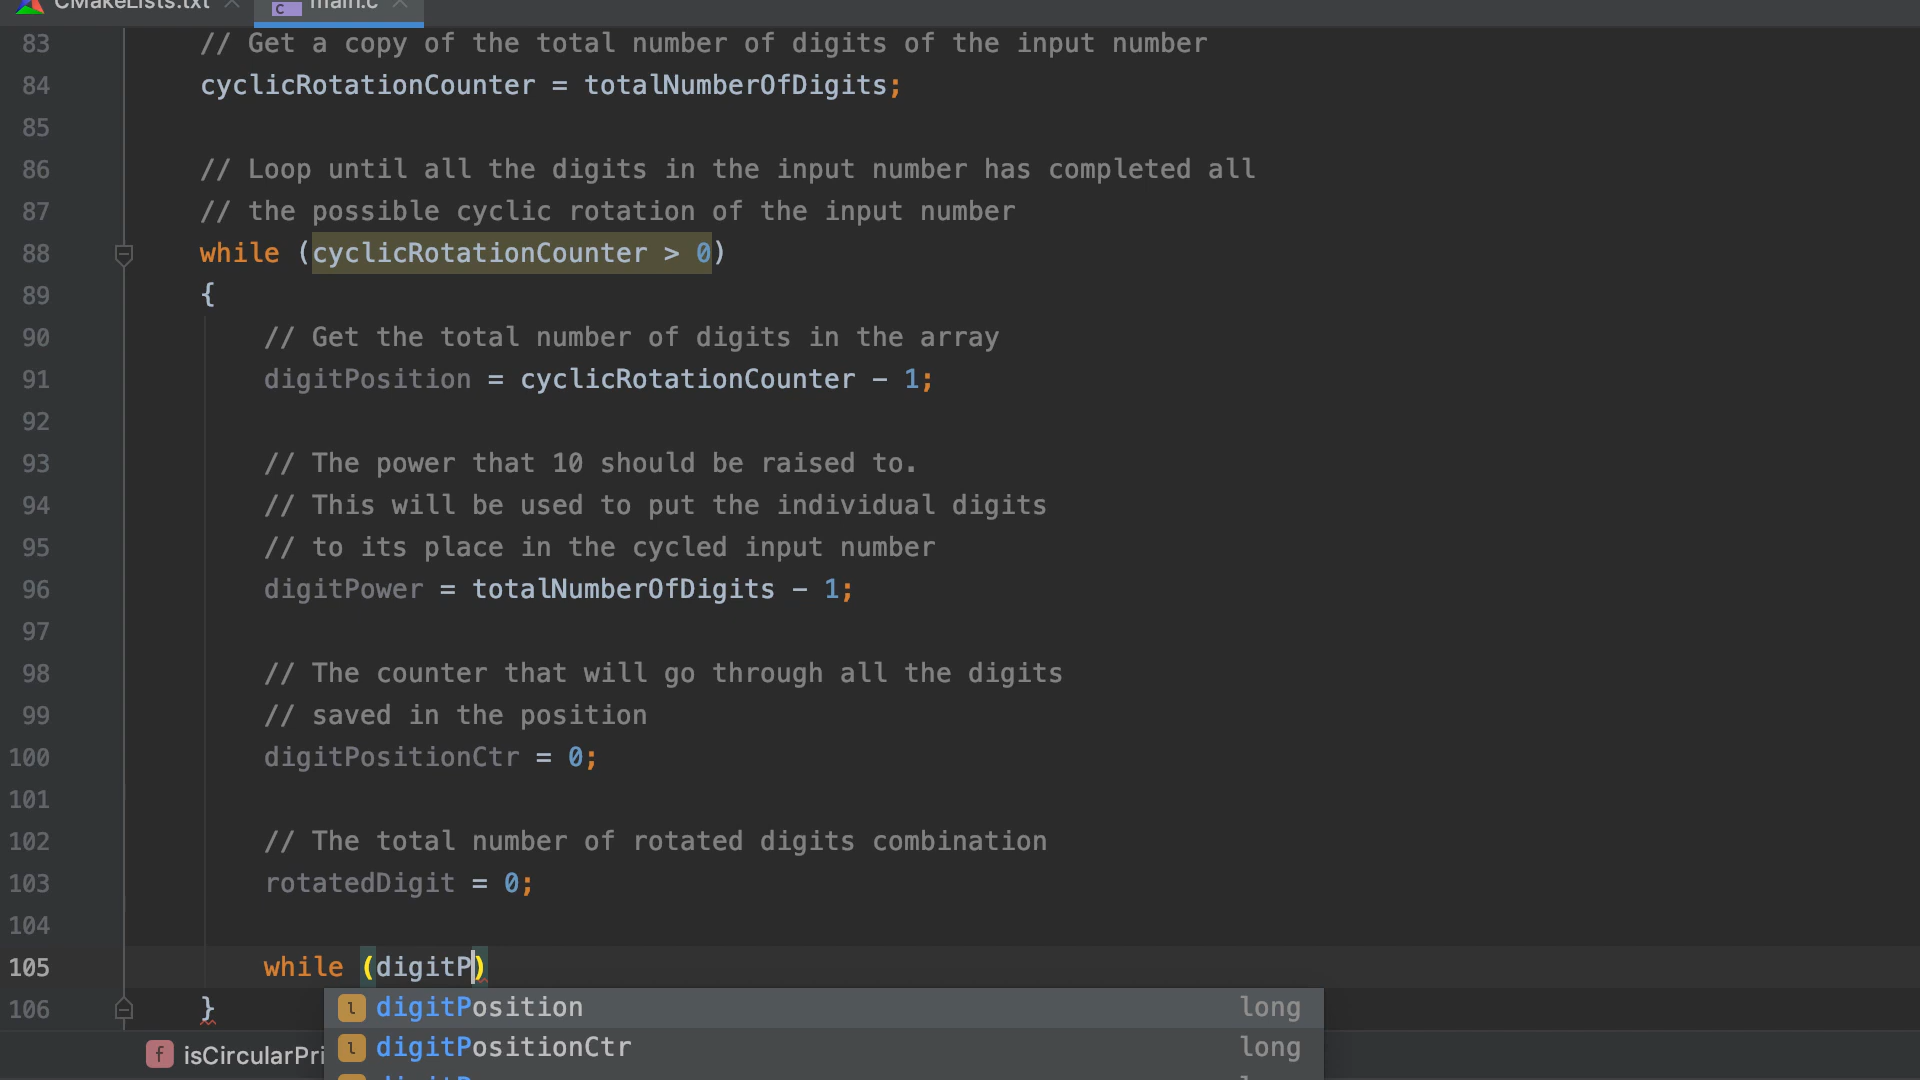 CMakeLists.txt main.c
83 // Get a copy of the total number of digits of the input number
84 cyclicRotationCounter = totalNumberOfDigits;
85
86 // Loop until all the digits in the input number has completed all
87 // the possible cyclic rotation of the input number
88 while (cyclicRotationCounter > 0)
89 {
90 // Get the total number of digits in the array
91 digitPosition = cyclicRotationCounter - 1;
92
93 // The power that 10 should be raised to.
94 // This will be used to put the individual digits
95 // to its place in the cycled input number
96 digitPower = totalNumberOfDigits - 1;
97
98 // The counter that will go through all the digits
99 // saved in the position
100 digitPositionCtr = 0;
101
102 // The total number of rotated digits combination
103 rotatedDigit = 0;
104
105 while (digitP)
106 }
l digitPosition long
l digitPositionCtr long
f isCircularPri